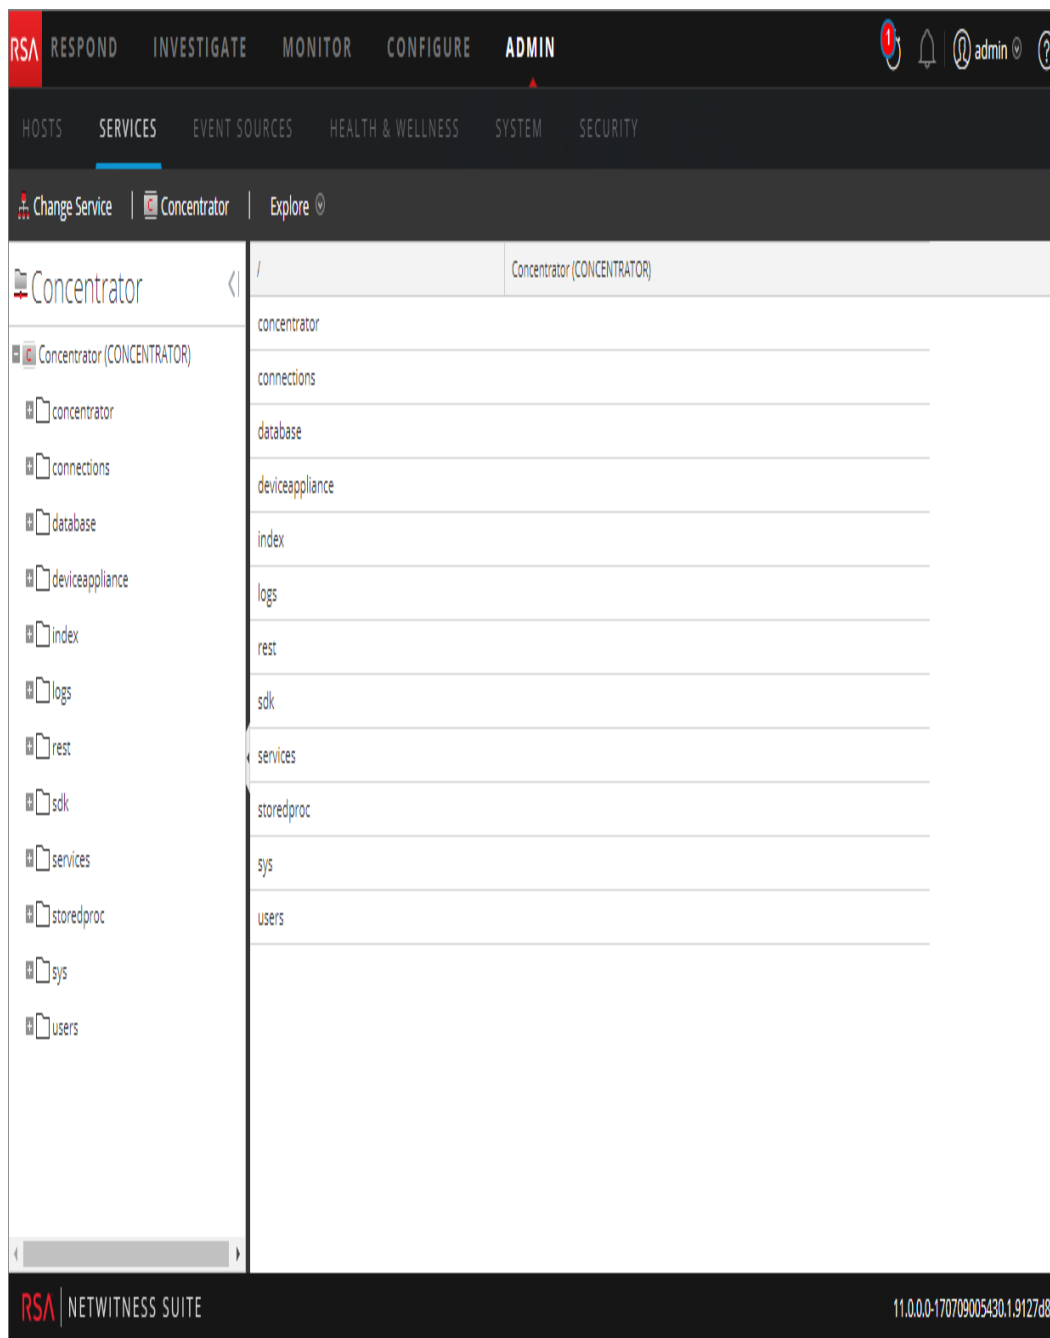 RSA RESPOND INVESTIGATE MONITOR CONFIGURE ADMIN 1 admin ?
HOSTS SERVICES EVENT SOURCES HEALTH & WELLNESS SYSTEM SECURITY
Change Service | C Concentrator | Explore
Concentrator
/ Concentrator (CONCENTRATOR)
C Concentrator (CONCENTRATOR)
concentrator
connections
database
deviceappliance
index
logs
rest
sdk
services
storedproc
sys
users
concentrator
connections
database
deviceappliance
index
logs
rest
sdk
services
storedproc
sys
users
RSA | NETWITNESS SUITE
11.0.0.0-170709005430.1.9127d8